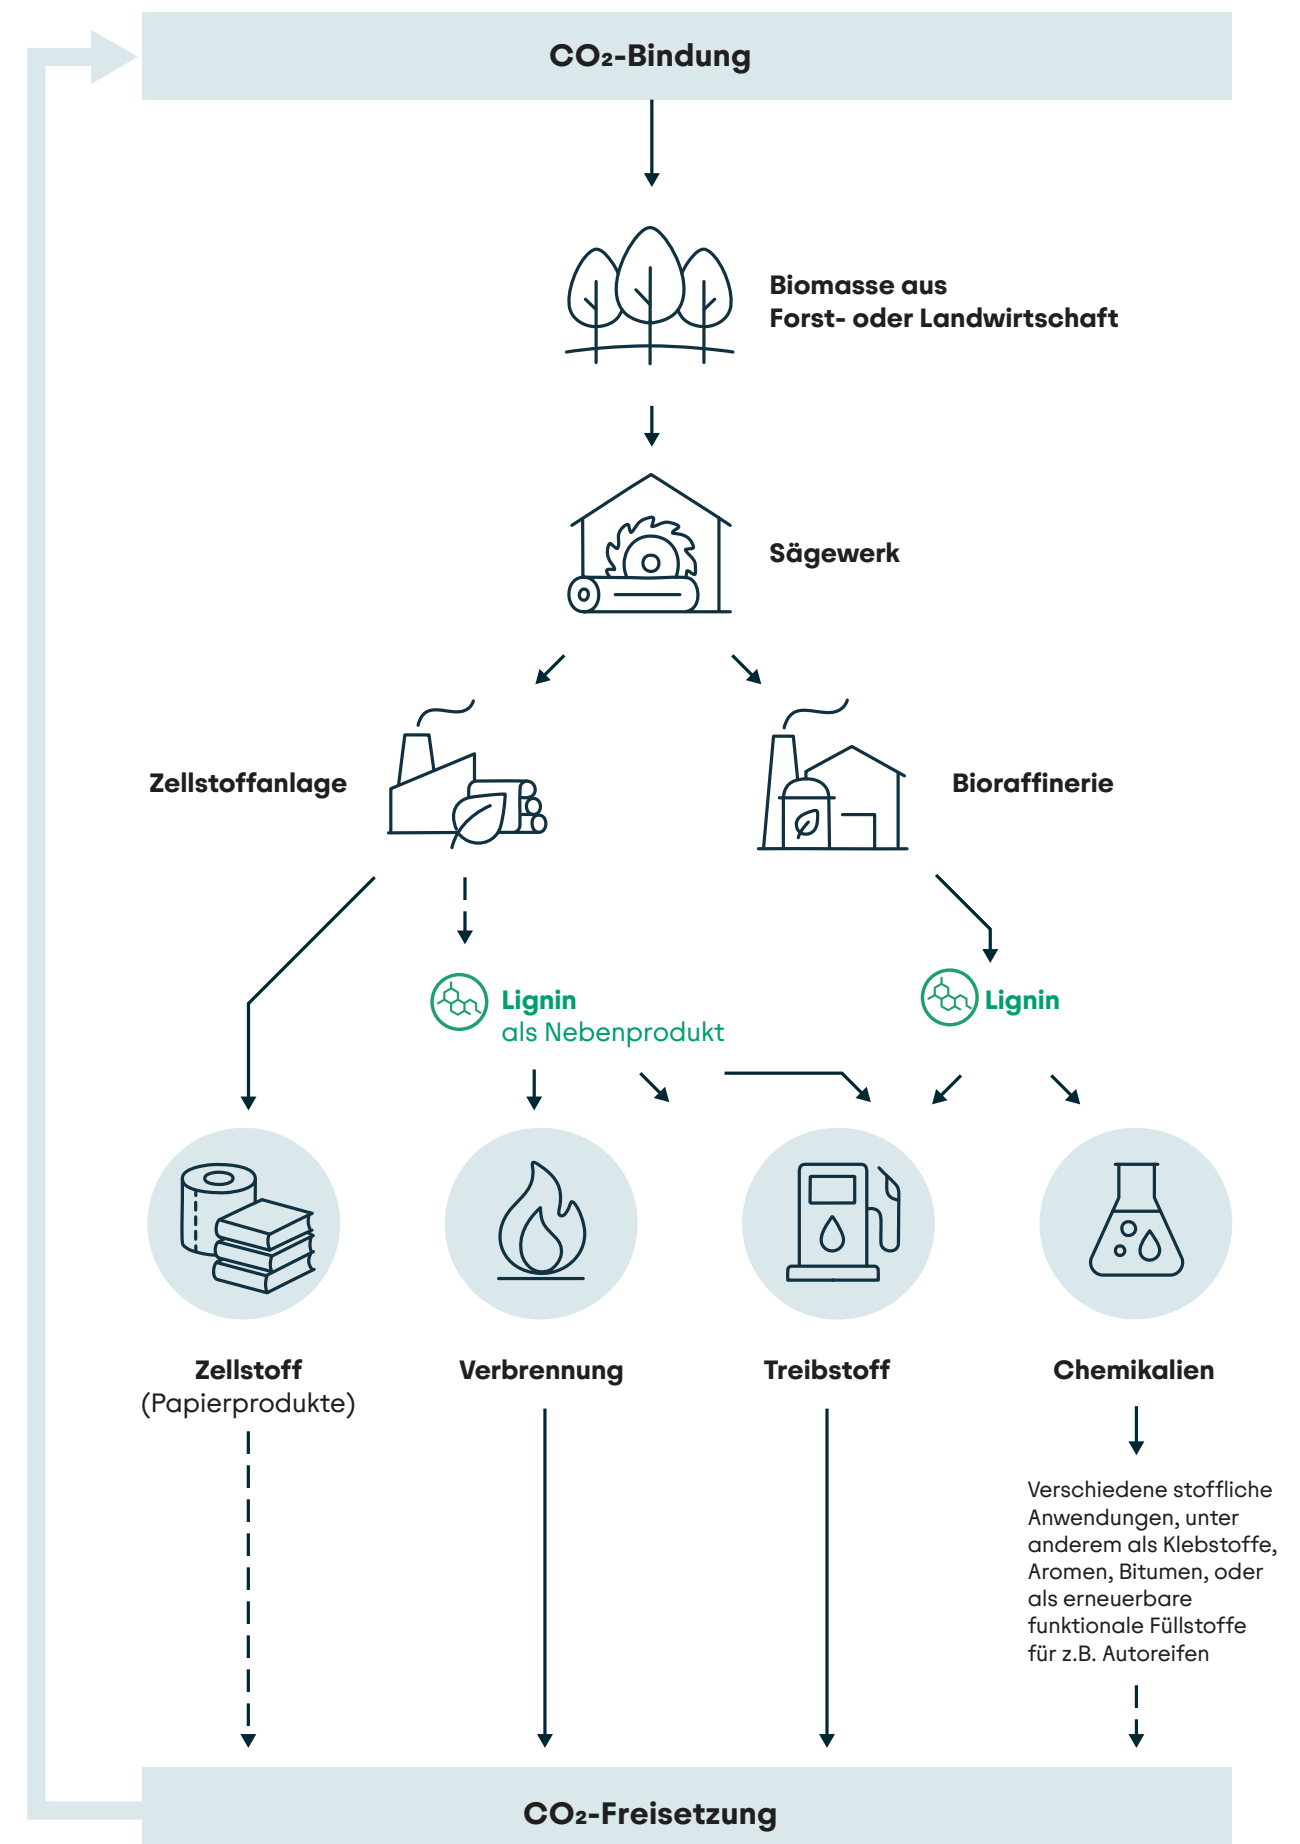 CO₂-Bindung
Biomasse aus
Forst- oder Landwirtschaft
Sägewerk
Zellstoffanlage
Bioraffinerie
Lignin
als Nebenprodukt
Lignin
Zellstoff
(Papierprodukte)
Verbrennung
Treibstoff
Chemikalien
Verschiedene stoffliche
Anwendungen, unter
anderem als Klebstoffe,
Aromen, Bitumen, oder
als erneuerbare
funktionale Füllstoffe
für z.B. Autoreifen
CO₂-Freisetzung